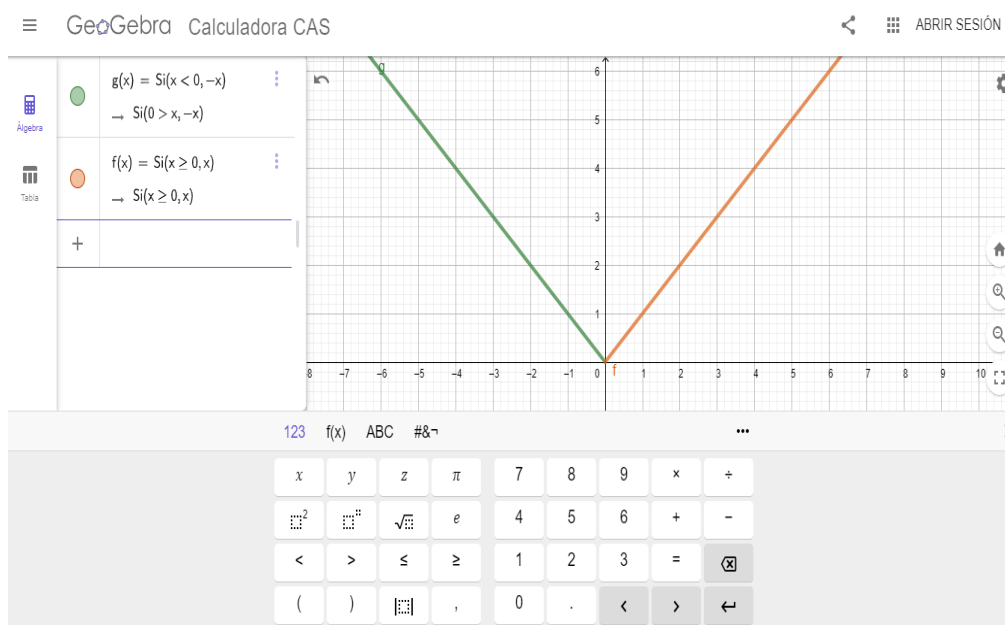 GeoGebra Calculadora CAS
ABRIR SESIÓN
g(x) = Si(x < 0, −x)
→ Si(0 > x, −x)
Álgebra
f(x) = Si(x ≥ 0, x)
→ Si(x ≥ 0, x)
Tabla
+
g
6
5
4
3
2
1
8 −7 −6 −5 −4 −3 −2 −1 0 1 2 3 4 5 6 7 8 9 10
f
123 f(x) ABC #&¬ •••
x y z π 7 8 9 × ÷
□² □^□ √□ e 4 5 6 + −
< > ≤ ≥ 1 2 3 =
( ) |□| , 0 . < >